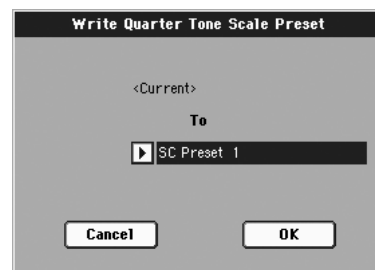 Write Quarter Tone Scale Preset
<Current>
To
SC Preset 1
Cancel OK